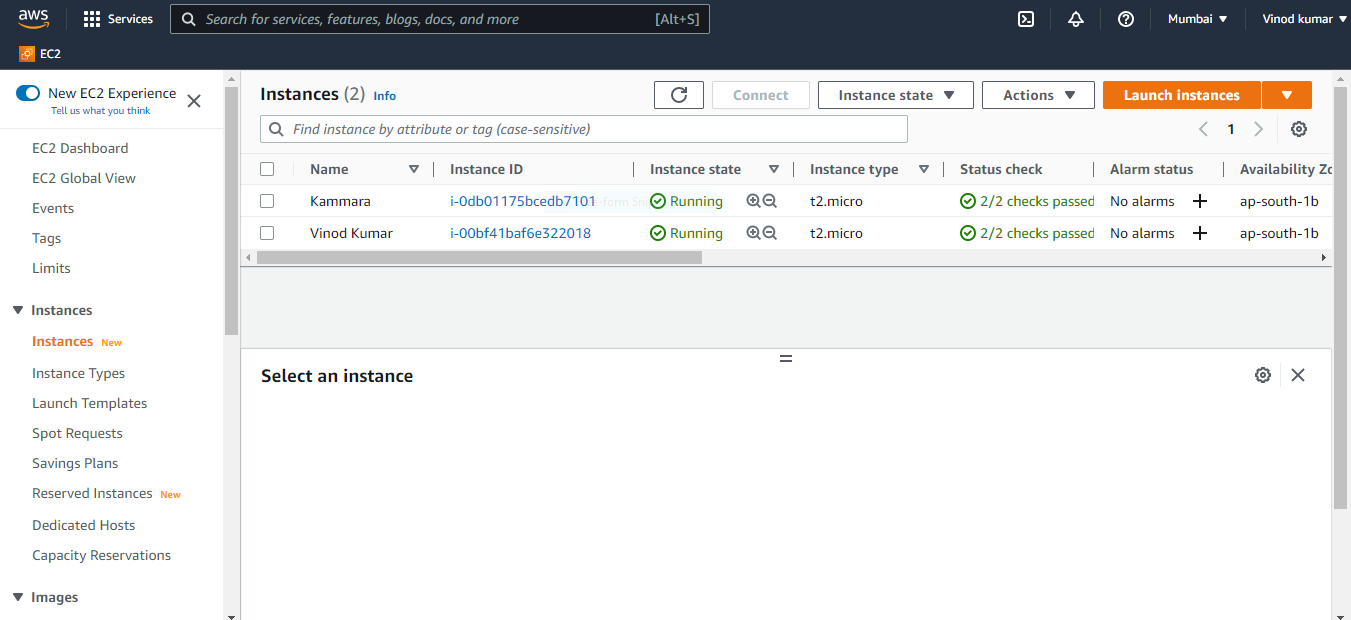 aws Services Search for services, features, blogs, docs, and more [Alt+S] Mumbai Vinod kumar
EC2
New EC2 Experience
Tell us what you think
EC2 Dashboard
EC2 Global View
Events
Tags
Limits
Instances
Instances New
Instance Types
Launch Templates
Spot Requests
Savings Plans
Reserved Instances New
Dedicated Hosts
Capacity Reservations
Images
Instances (2) Info Connect Instance state Actions Launch instances
Find instance by attribute or tag (case-sensitive) 1
Name Instance ID Instance state Instance type Status check Alarm status Availability Zo
Kammara i-0db01175bcedb7101 Running t2.micro 2/2 checks passed No alarms + ap-south-1b
Vinod Kumar i-00bf41baf6e322018 Running t2.micro 2/2 checks passed No alarms + ap-south-1b
Select an instance